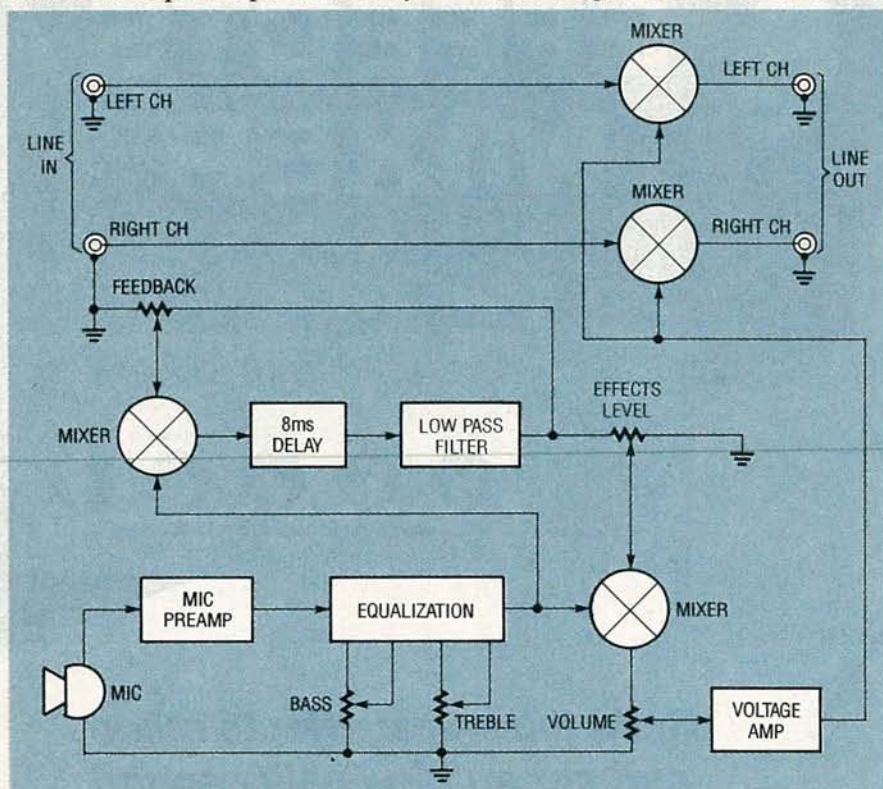 MIXER
LEFT CH
LEFT CH
LINE
IN
MIXER
LINE
OUT
RIGHT CH
RIGHT CH
FEEDBACK
EFFECTS
LEVEL
MIXER
8ms
DELAY
LOW PASS
FILTER
MIC
PREAMP
EQUALIZATION
MIXER
MIC
BASS
TREBLE
VOLUME
VOLTAGE
AMP